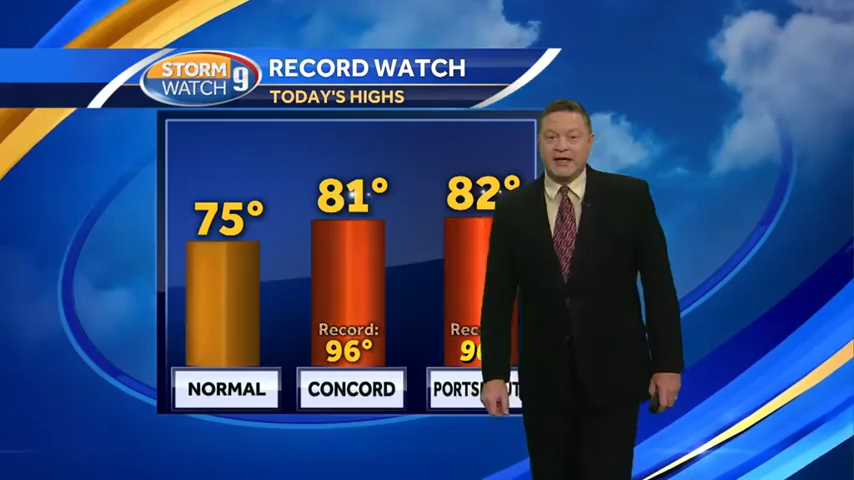 STORM
WATCH 9
RECORD WATCH
TODAY'S HIGHS
75°
81°
82°
Record:
96°
NORMAL
CONCORD